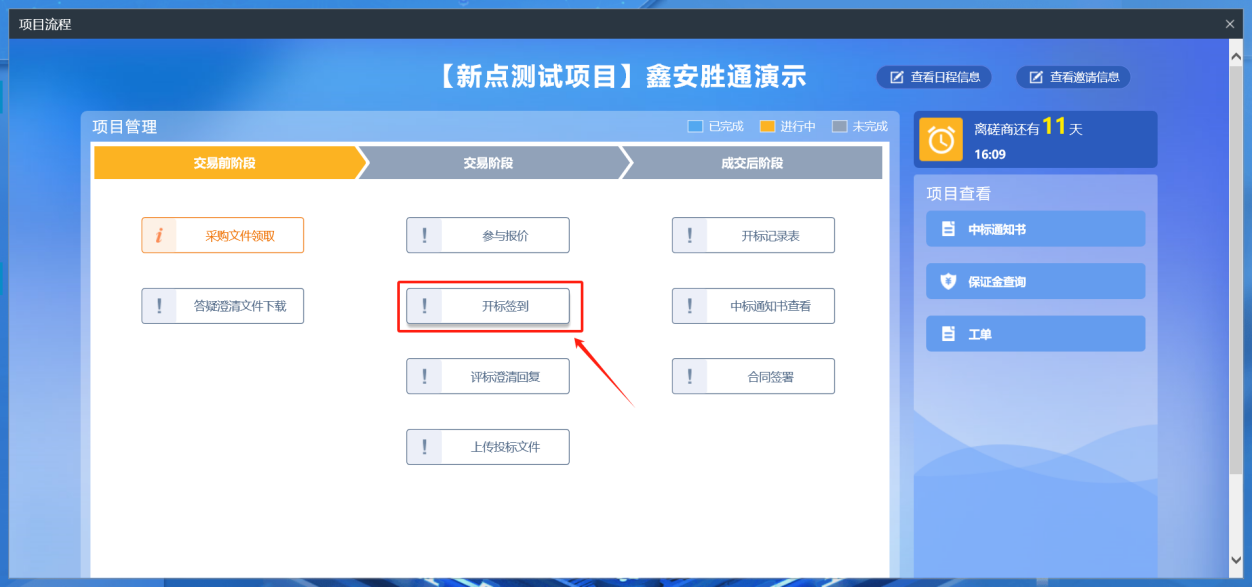 项目流程
【新点测试项目】鑫安胜通演示
查看日程信息
查看邀请信息
项目管理
已完成
进行中
未完成
交易前阶段
交易阶段
成交后阶段
采购文件领取
参与报价
开标记录表
答疑澄清文件下载
开标签到
中标通知书查看
评标澄清回复
合同签署
上传投标文件
离磋商还有11天
16:09
项目查看
中标通知书
保证金查询
工单